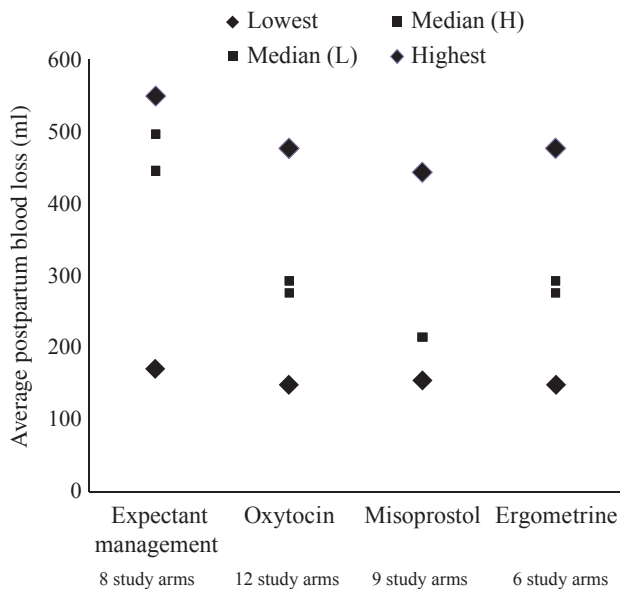 Lowest
Median (H)
Median (L)
Highest
Average postpartum blood loss (ml)
600
500
400
300
200
100
0
Expectant management
Oxytocin
Misoprostol
Ergometrine
8 study arms
12 study arms
9 study arms
6 study arms